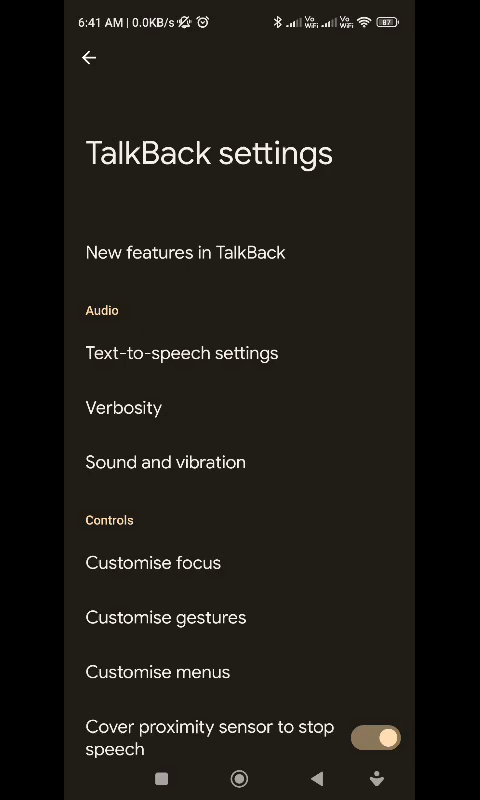 6:41 AM | 0.0KB/s Vo WiFi Vo WiFi 87
TalkBack settings
New features in TalkBack
Audio
Text-to-speech settings
Verbosity
Sound and vibration
Controls
Customise focus
Customise gestures
Customise menus
Cover proximity sensor to stop
speech